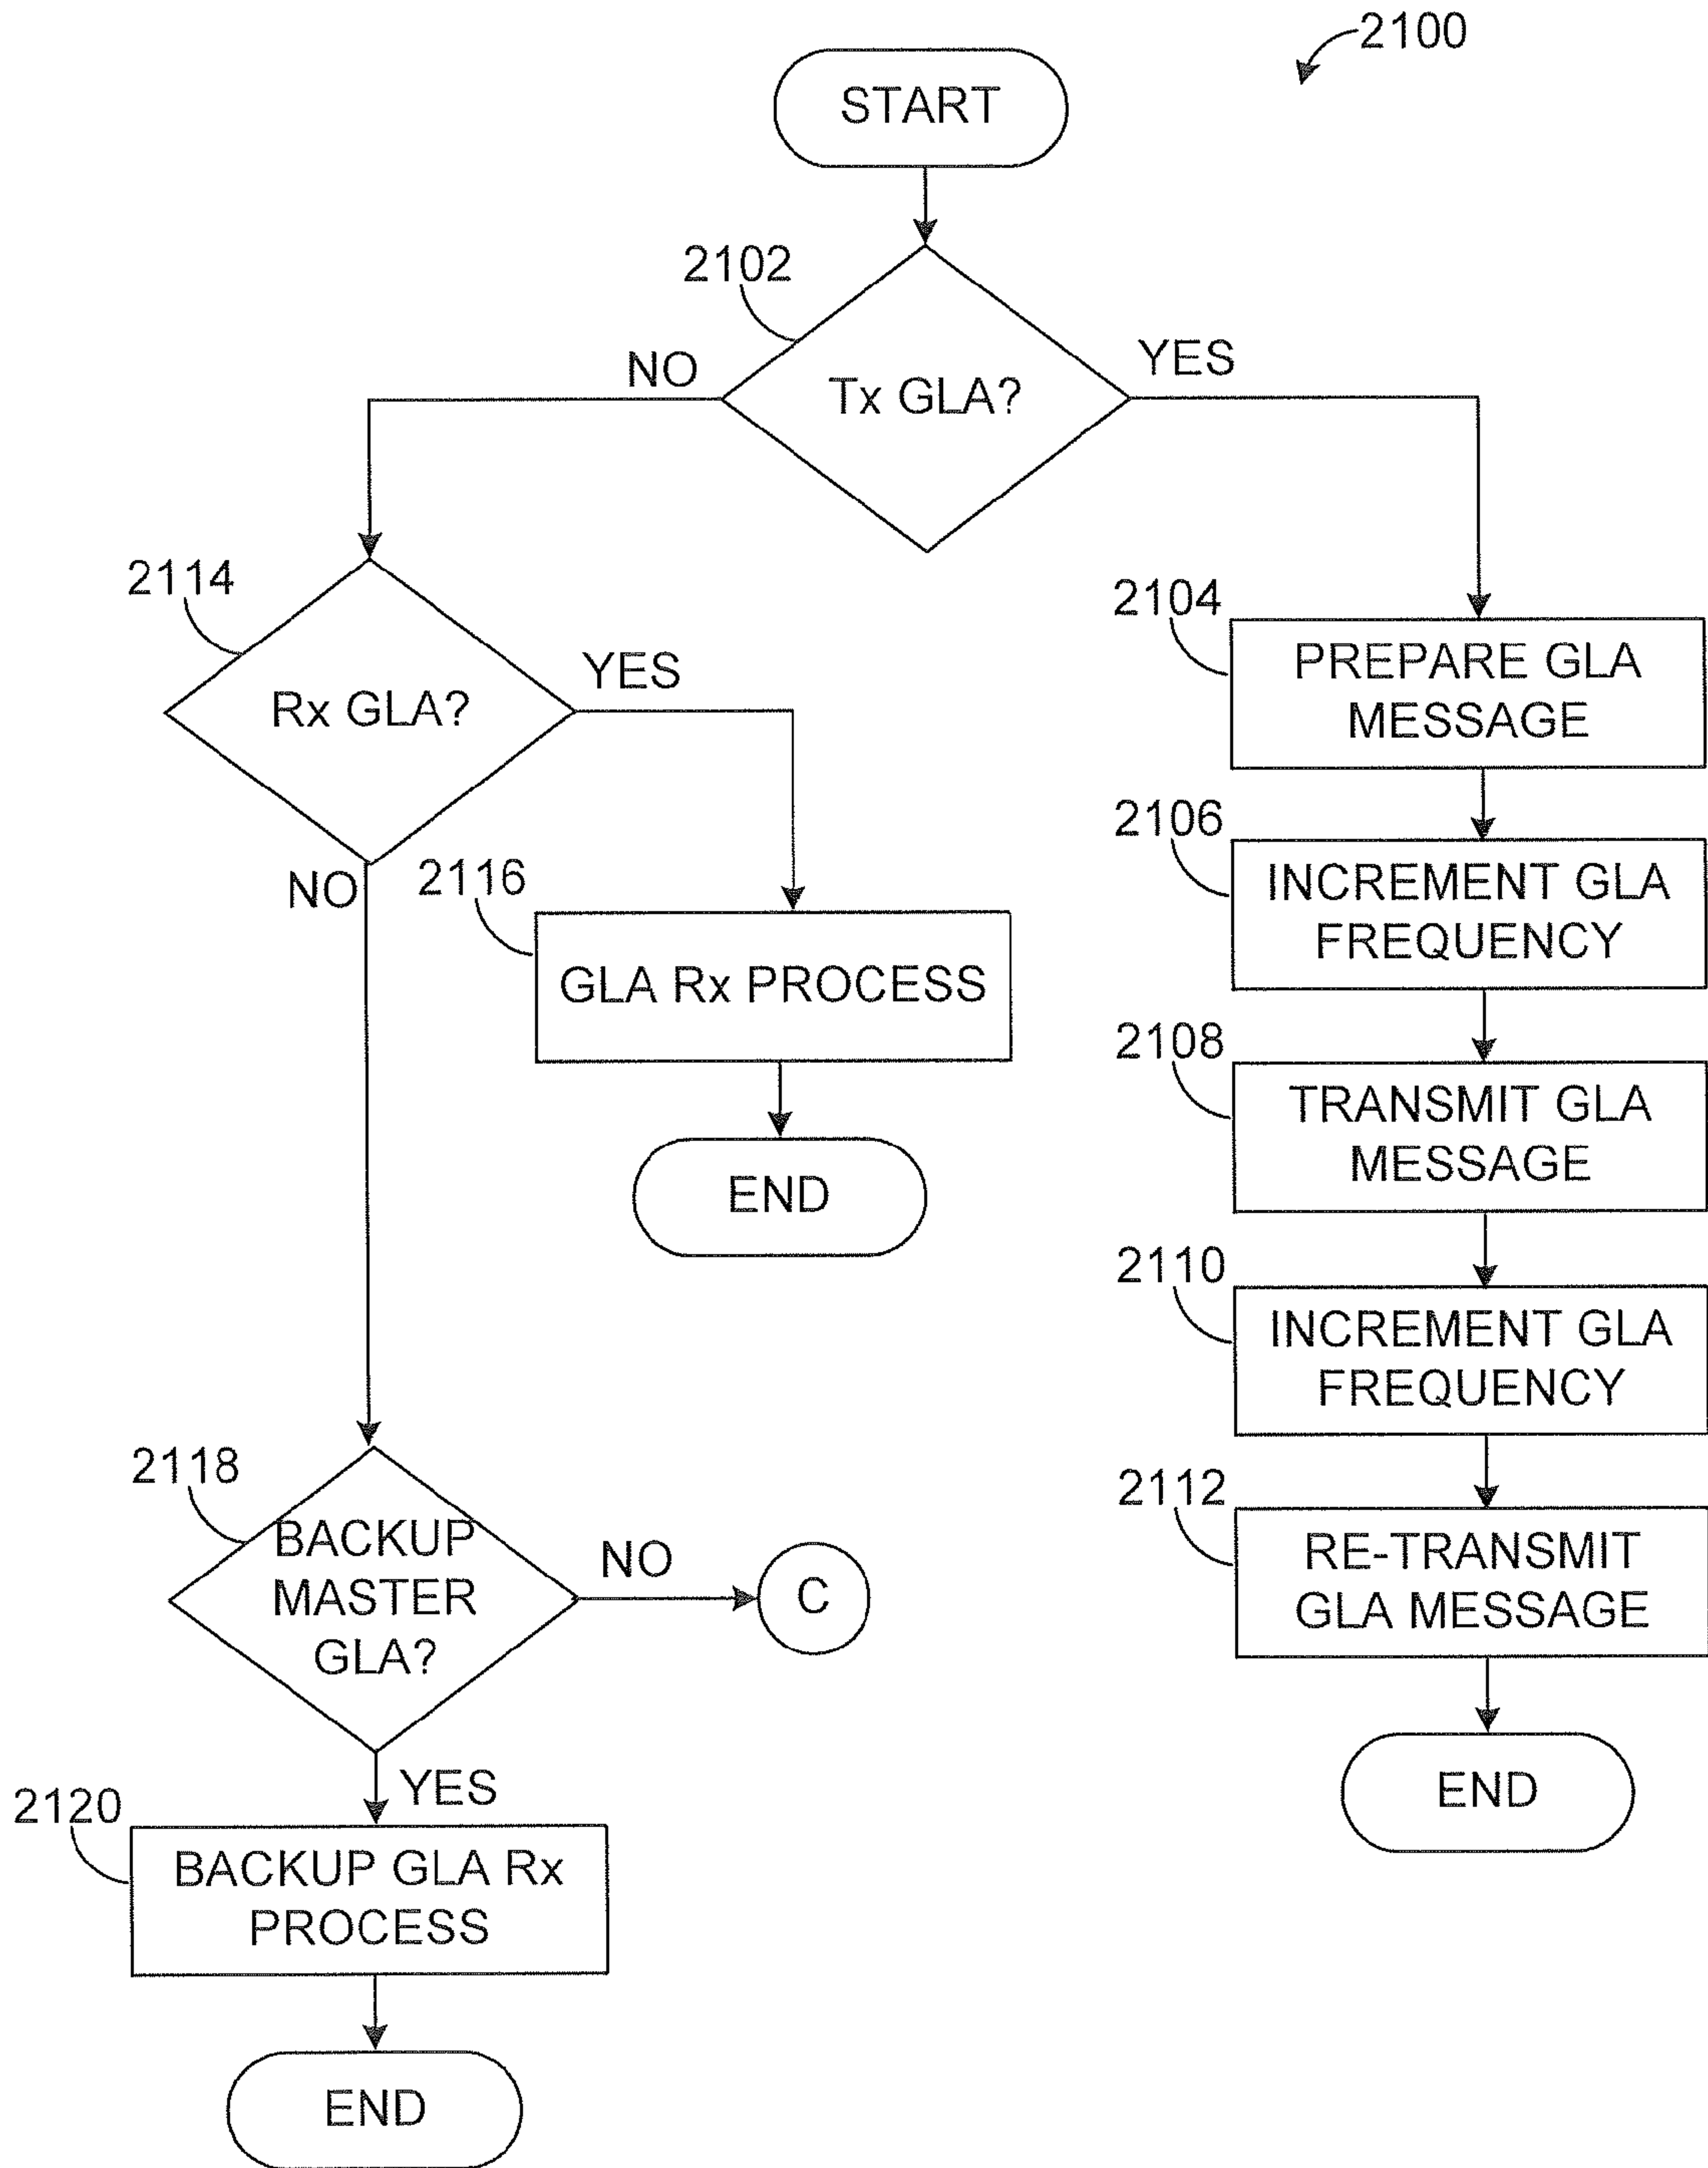 2100
START
2102
NO
YES
Tx GLA?
2114
YES
Rx GLA?
NO
2104
PREPARE GLA
MESSAGE
2116
GLA Rx PROCESS
END
2106
INCREMENT GLA
FREQUENCY
2108
TRANSMIT GLA
MESSAGE
2110
INCREMENT GLA
FREQUENCY
2112
RE-TRANSMIT
GLA MESSAGE
END
2118
BACKUP
MASTER
GLA?
NO
C
YES
2120
BACKUP GLA Rx
PROCESS
END